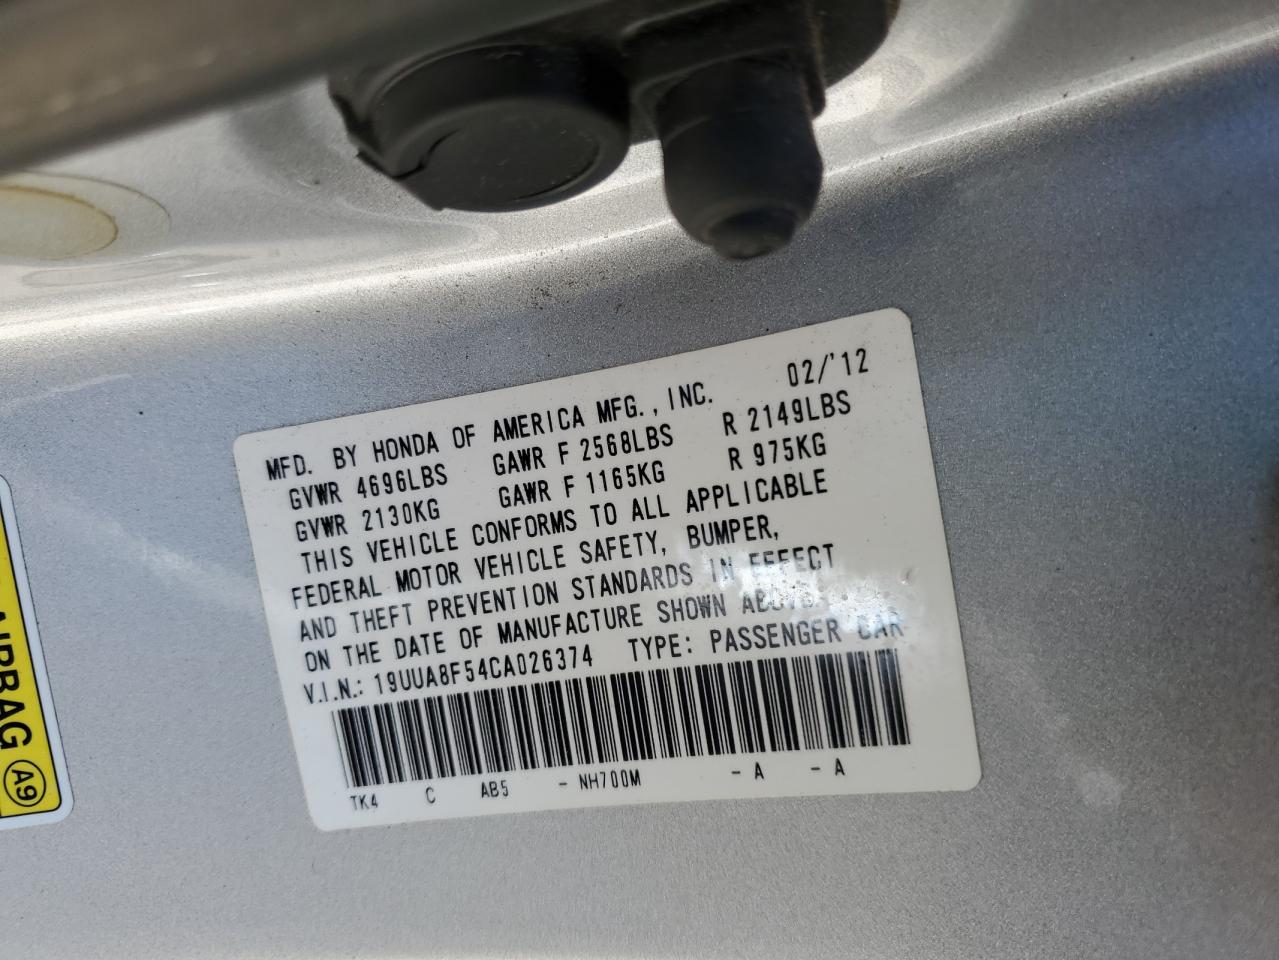 MFD. BY HONDA OF AMERICA MFG., INC. 02/'12
GVWR 4696LBS GAWR F 2568LBS R 2149LBS
GVWR 2130KG GAWR F 1165KG R 975KG
THIS VEHICLE CONFORMS TO ALL APPLICABLE
FEDERAL MOTOR VEHICLE SAFETY, BUMPER,
AND THEFT PREVENTION STANDARDS IN EFFECT
ON THE DATE OF MANUFACTURE SHOWN ABOVE.
V.I.N.: 19UUA8F54CA026374 TYPE: PASSENGER CAR
TK4 C AB5 - NH700M - A - A
AIRBAG A9